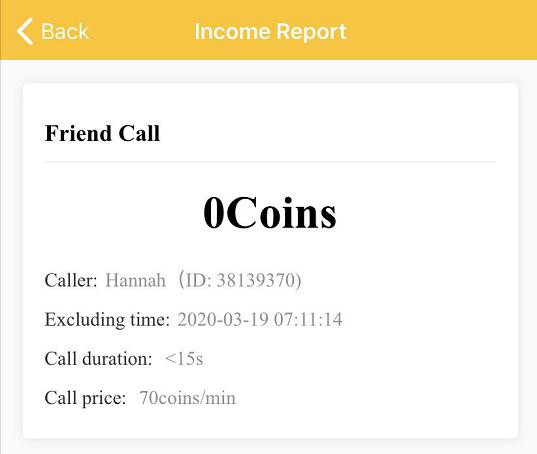 Back
Income Report
Friend Call
0Coins
Caller: Hannah（ID: 38139370)
Excluding time: 2020-03-19 07:11:14
Call duration: <15s
Call price: 70coins/min